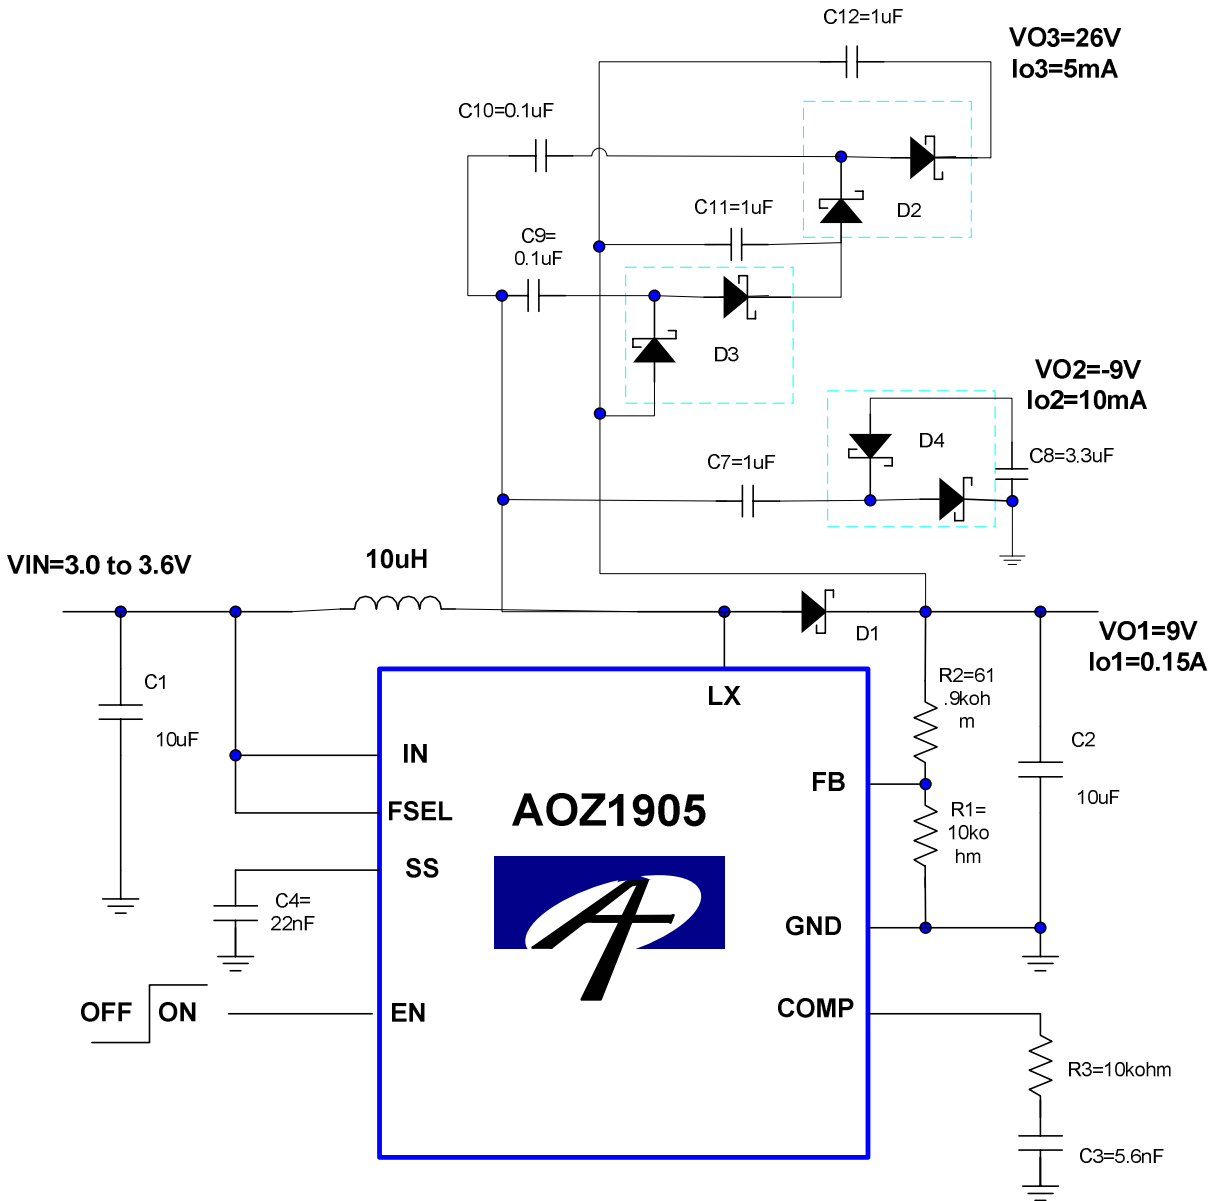 C12=1uF
VO3=26V
Io3=5mA
C10=0.1uF
C11=1uF
D2
C9=
0.1uF
D3
VO2=-9V
Io2=10mA
D4
C7=1uF
C8=3.3uF
VIN=3.0 to 3.6V
10uH
D1
VO1=9V
Io1=0.15A
C1
10uF
LX
R2=61
.9koh
m
C2
10uF
IN
FB
FSEL
AOZ1905
R1=
10ko
hm
SS
C4=
22nF
GND
OFF
ON
EN
COMP
R3=10kohm
C3=5.6nF